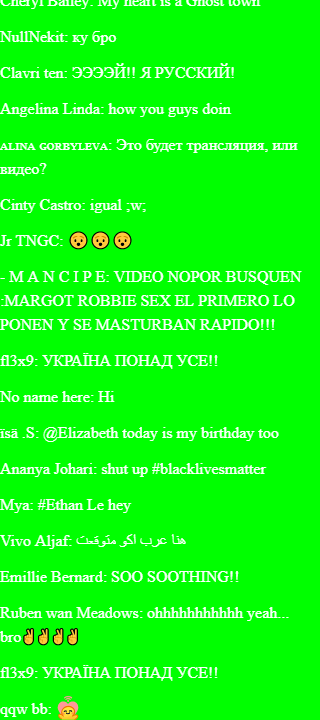 Cheryl Bailey: My heart is a Ghost town
NullNekit: ку бро
Clavri ten: ЭЭЭЭЙ!! Я РУССКИЙ!
Angelina Linda: how you guys doin
ᴀʟɪɴᴀ ɢᴏʀʙʏʟᴇᴠᴀ: Это будет трансляция, или
видео?
Cinty Castro: igual ;w;
Jr TNGC: 😯😯😯
- M A N C I P E: VIDEO NOPOR BUSQUEN
:MARGOT ROBBIE SEX EL PRIMERO LO
PONEN Y SE MASTURBAN RAPIDO!!!
fl3x9: УКРАЇНА ПОНАД УСЕ!!
No name here: Hi
ïsä .S: @Elizabeth today is my birthday too
Ananya Johari: shut up #blacklivesmatter
Mya: #Ethan Le hey
Vivo Aljaf: هنا عرب اكو متوقعت
Emillie Bernard: SOO SOOTHING!!
Ruben wan Meadows: ohhhhhhhhhhh yeah...
bro✌✌✌✌
fl3x9: УКРАЇНА ПОНАД УСЕ!!
qqw bb: